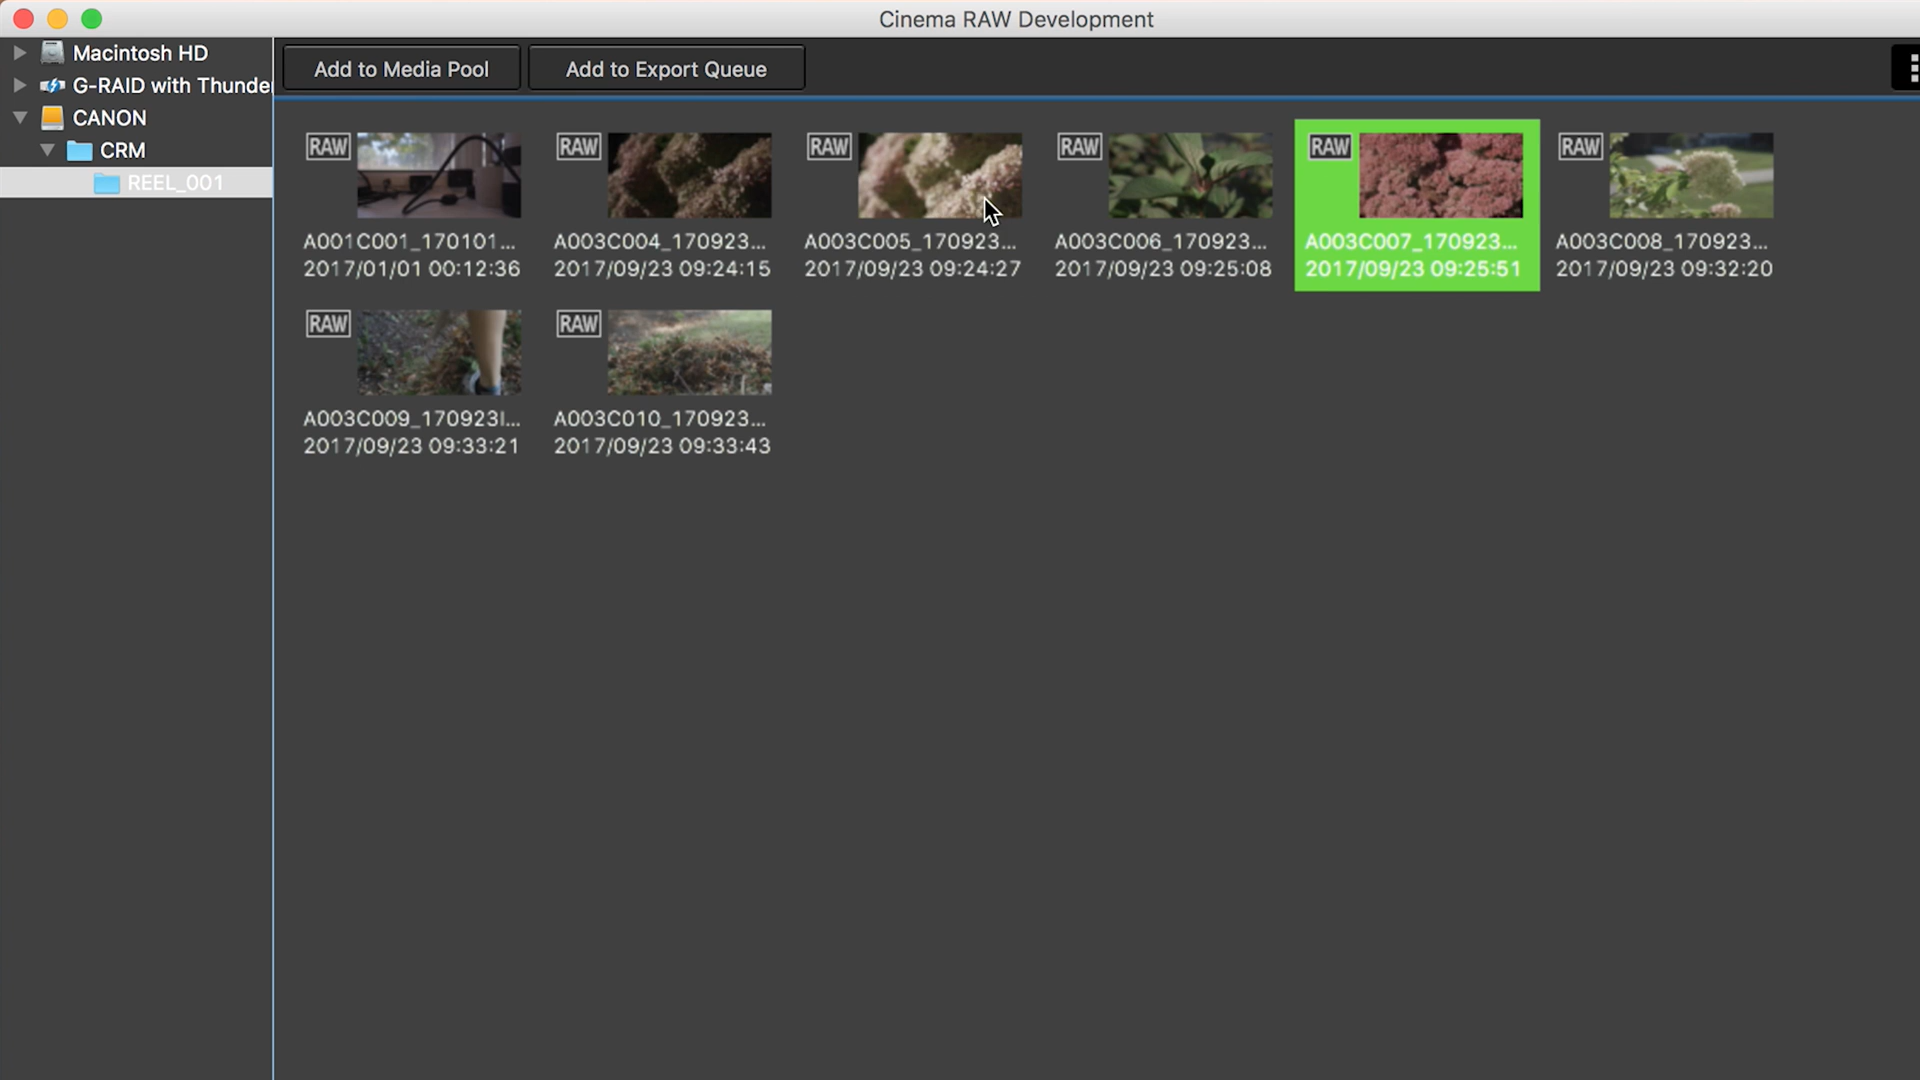 Cinema RAW Development
Macintosh HD
G-RAID with Thunder
CANON
CRM
REEL_001
Add to Media Pool
Add to Export Queue
RAW
A001C001_170101...
2017/01/01 00:12:36
RAW
A003C004_170923...
2017/09/23 09:24:15
RAW
A003C005_170923...
2017/09/23 09:24:27
RAW
A003C006_170923...
2017/09/23 09:25:08
RAW
A003C007_170923...
2017/09/23 09:25:51
RAW
A003C008_170923...
2017/09/23 09:32:20
RAW
A003C009_170923I...
2017/09/23 09:33:21
RAW
A003C010_170923...
2017/09/23 09:33:43